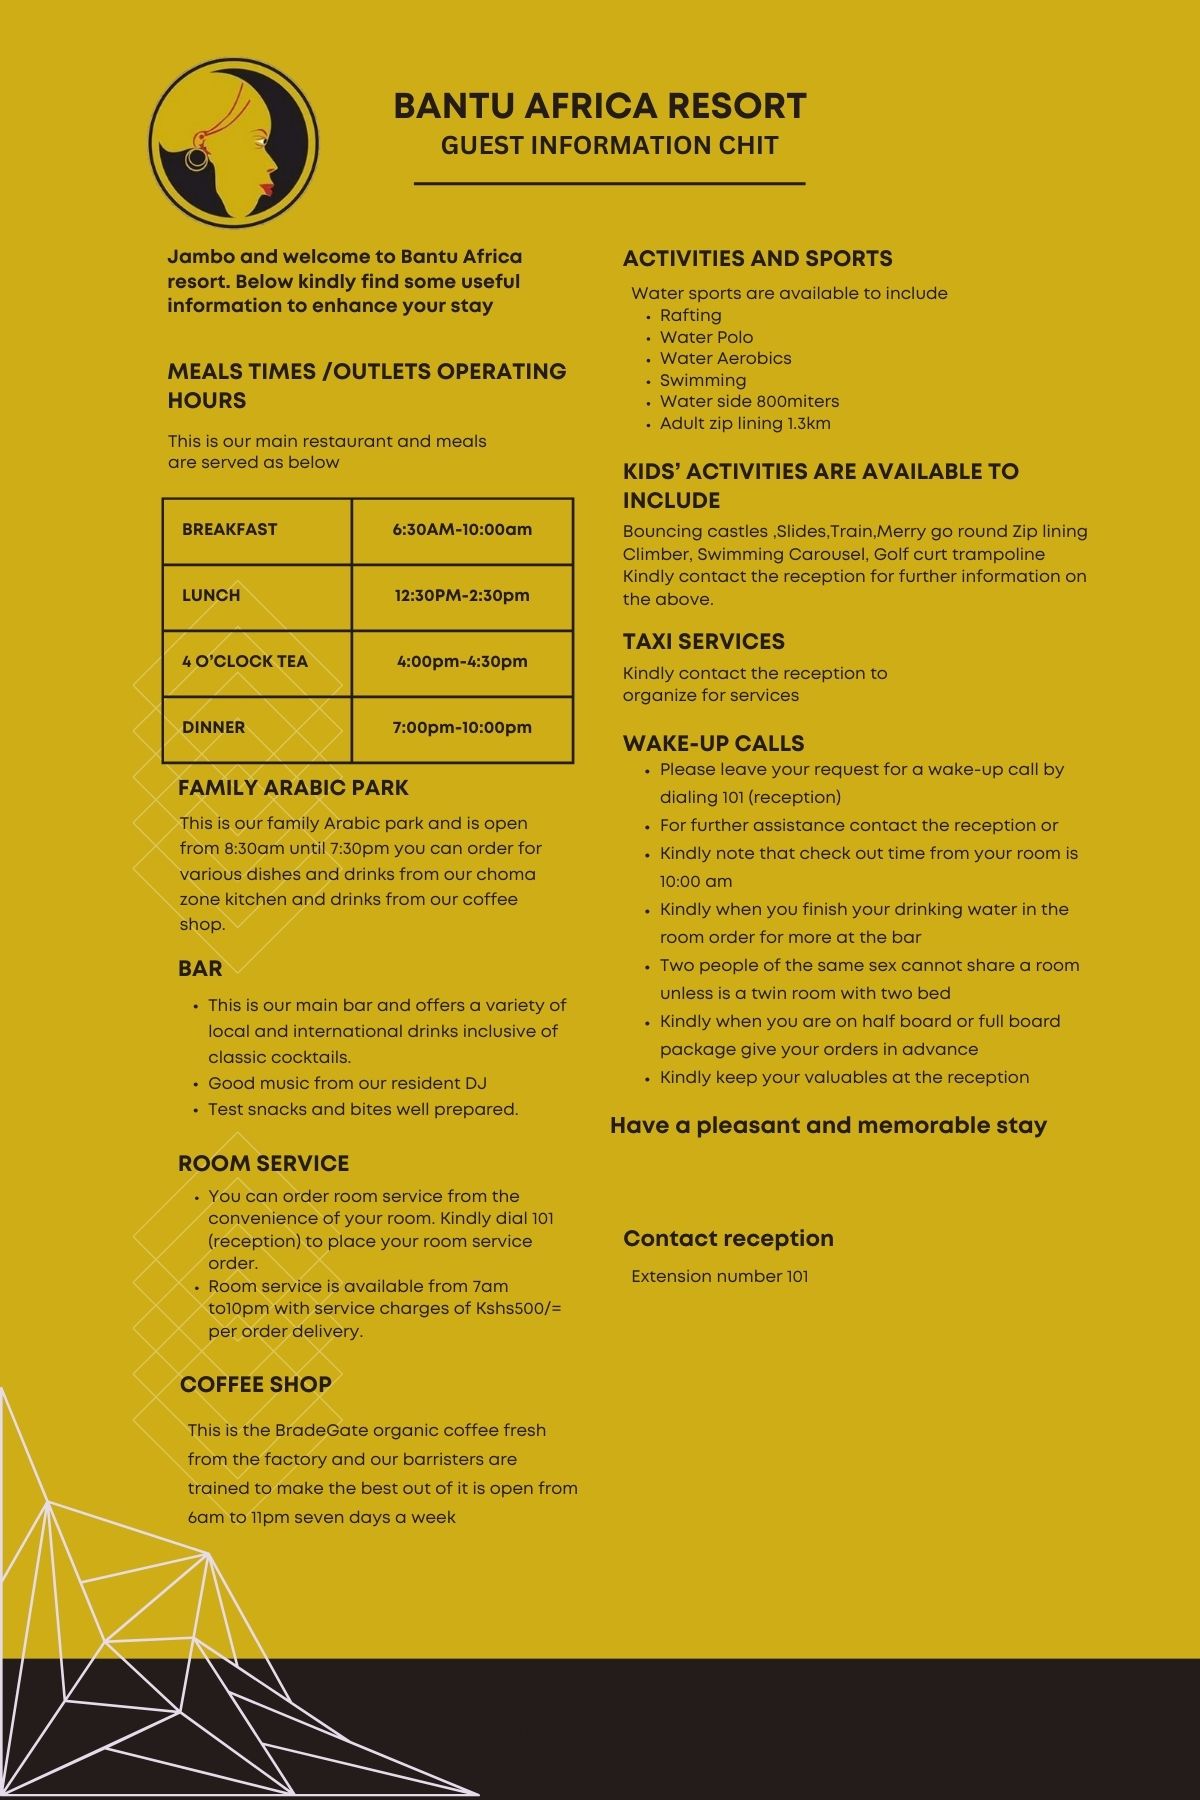 BANTU AFRICA RESORT
GUEST INFORMATION CHIT
Jambo and welcome to Bantu Africa
resort. Below kindly find some useful
information to enhance your stay
MEALS TIMES /OUTLETS OPERATING
HOURS
This is our main restaurant and meals
are served as below
BREAKFAST 6:30AM-10:00am
LUNCH 12:30PM-2:30pm
4 O'CLOCK TEA 4:00pm-4:30pm
DINNER 7:00pm-10:00pm
FAMILY ARABIC PARK
This is our family Arabic park and is open
from 8:30am until 7:30pm you can order for
various dishes and drinks from our choma
zone kitchen and drinks from our coffee
shop.
BAR
• This is our main bar and offers a variety of
local and international drinks inclusive of
classic cocktails.
• Good music from our resident DJ
• Test snacks and bites well prepared.
ROOM SERVICE
• You can order room service from the
convenience of your room. Kindly dial 101
(reception) to place your room service
order.
• Room service is available from 7am
to10pm with service charges of Kshs500/=
per order delivery.
COFFEE SHOP
This is the BradeGate organic coffee fresh
from the factory and our barristers are
trained to make the best out of it is open from
6am to 11pm seven days a week
ACTIVITIES AND SPORTS
Water sports are available to include
• Rafting
• Water Polo
• Water Aerobics
• Swimming
• Water side 800miters
• Adult zip lining 1.3km
KIDS' ACTIVITIES ARE AVAILABLE TO
INCLUDE
Bouncing castles ,Slides,Train,Merry go round Zip lining
Climber, Swimming Carousel, Golf curt trampoline
Kindly contact the reception for further information on
the above.
TAXI SERVICES
Kindly contact the reception to
organize for services
WAKE-UP CALLS
• Please leave your request for a wake-up call by
dialing 101 (reception)
• For further assistance contact the reception or
• Kindly note that check out time from your room is
10:00 am
• Kindly when you finish your drinking water in the
room order for more at the bar
• Two people of the same sex cannot share a room
unless is a twin room with two bed
• Kindly when you are on half board or full board
package give your orders in advance
• Kindly keep your valuables at the reception
Have a pleasant and memorable stay
Contact reception
Extension number 101